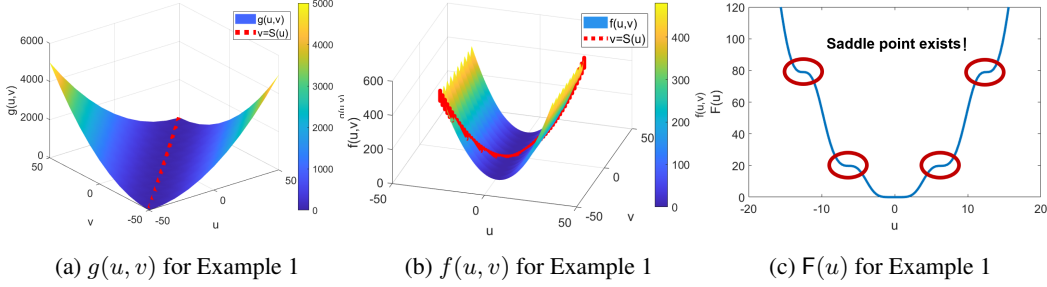 g(u,v)
v=S(u)
6000
4000
2000
0
g(u,v)
50
0
-50
v
-50
0
50
u
5000
4000
3000
2000
1000
0
g(u,v)
(a) g(u, v) for Example 1
f(u,v)
v=S(u)
600
400
200
0
f(u,v)
-50
0
50
u
-50
0
50
v
400
300
200
100
0
f(u,v)
(b) f(u, v) for Example 1
Saddle point exists!
120
100
80
60
40
20
0
F(u)
-20
-10
0
10
20
u
(c) F(u) for Example 1